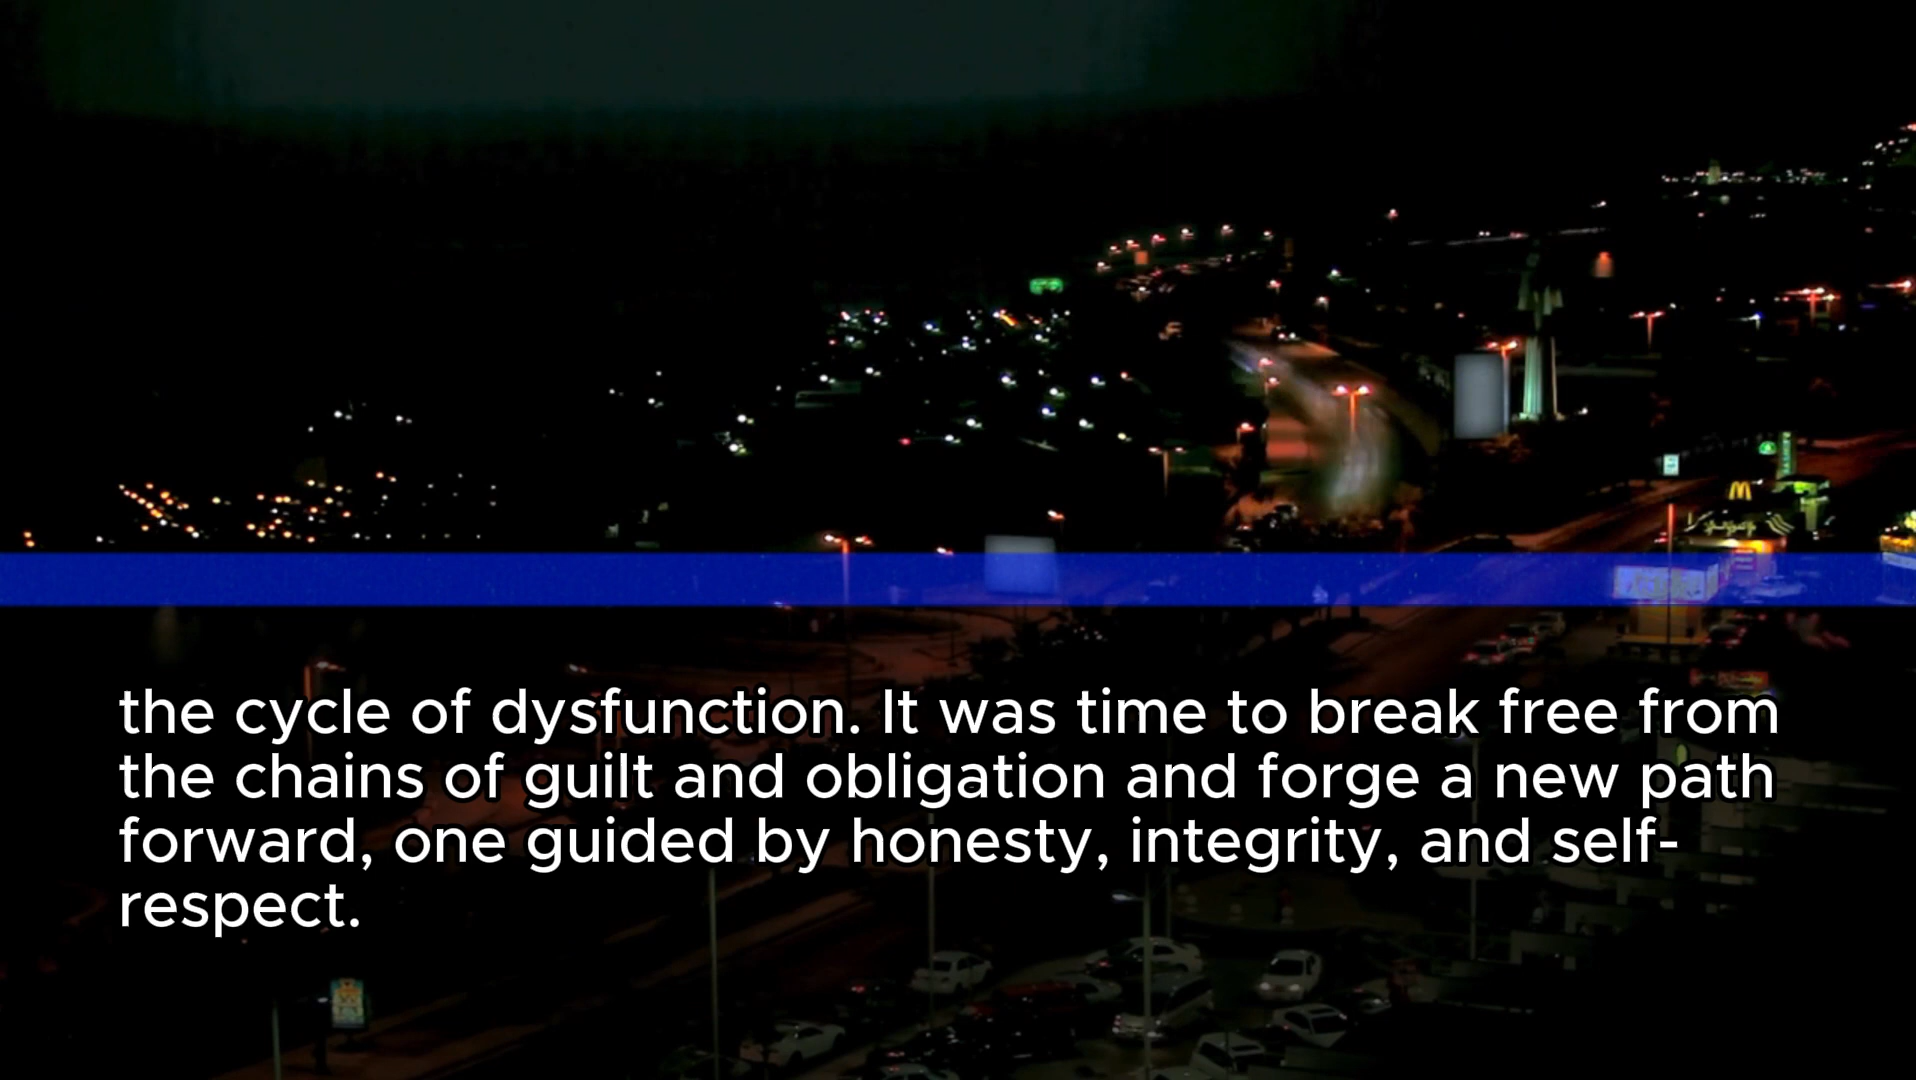 the cycle of dysfunction. It was time to break free from
the chains of guilt and obligation and forge a new path
forward, one guided by honesty, integrity, and self-
respect.